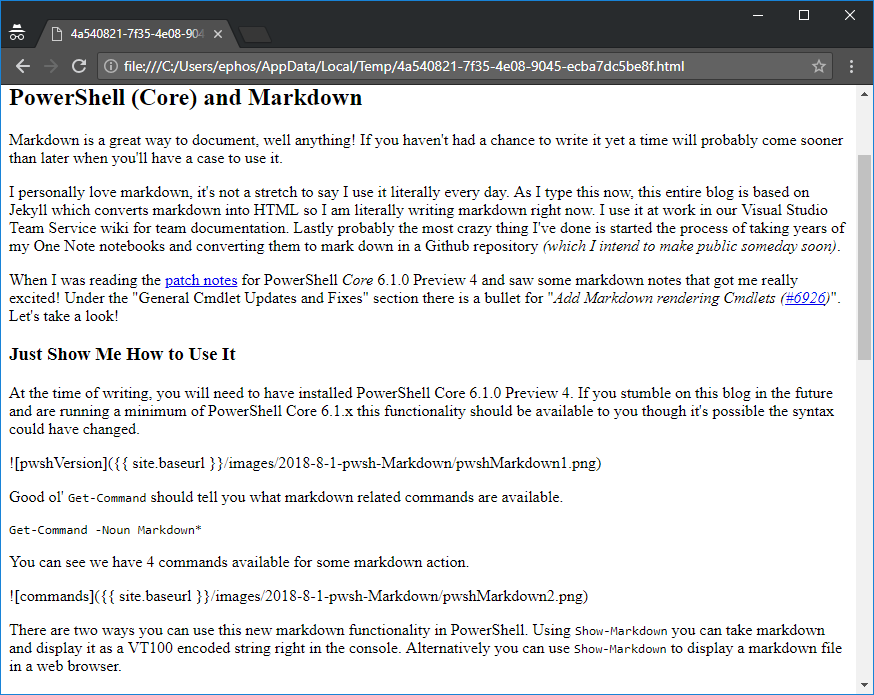 4a540821-7f35-4e08-904
file:///C:/Users/ephos/AppData/Local/Temp/4a540821-7f35-4e08-9045-ecba7dc5be8f.html
PowerShell (Core) and Markdown
Markdown is a great way to document, well anything! If you haven't had a chance to write it yet a time will probably come sooner
than later when you'll have a case to use it.
I personally love markdown, it's not a stretch to say I use it literally every day. As I type this now, this entire blog is based on
Jekyll which converts markdown into HTML so I am literally writing markdown right now. I use it at work in our Visual Studio
Team Service wiki for team documentation. Lastly probably the most crazy thing I've done is started the process of taking years of
my One Note notebooks and converting them to mark down in a Github repository (which I intend to make public someday soon).
When I was reading the patch notes for PowerShell Core 6.1.0 Preview 4 and saw some markdown notes that got me really
excited! Under the "General Cmdlet Updates and Fixes" section there is a bullet for "Add Markdown rendering Cmdlets (#6926)".
Let's take a look!
Just Show Me How to Use It
At the time of writing, you will need to have installed PowerShell Core 6.1.0 Preview 4. If you stumble on this blog in the future
and are running a minimum of PowerShell Core 6.1.x this functionality should be available to you though it's possible the syntax
could have changed.
![pwshVersion]({{ site.baseurl }}/images/2018-8-1-pwsh-Markdown/pwshMarkdown1.png)
Good ol' Get-Command should tell you what markdown related commands are available.
Get-Command -Noun Markdown*
You can see we have 4 commands available for some markdown action.
![commands]({{ site.baseurl }}/images/2018-8-1-pwsh-Markdown/pwshMarkdown2.png)
There are two ways you can use this new markdown functionality in PowerShell. Using Show-Markdown you can take markdown
and display it as a VT100 encoded string right in the console. Alternatively you can use Show-Markdown to display a markdown file
in a web browser.